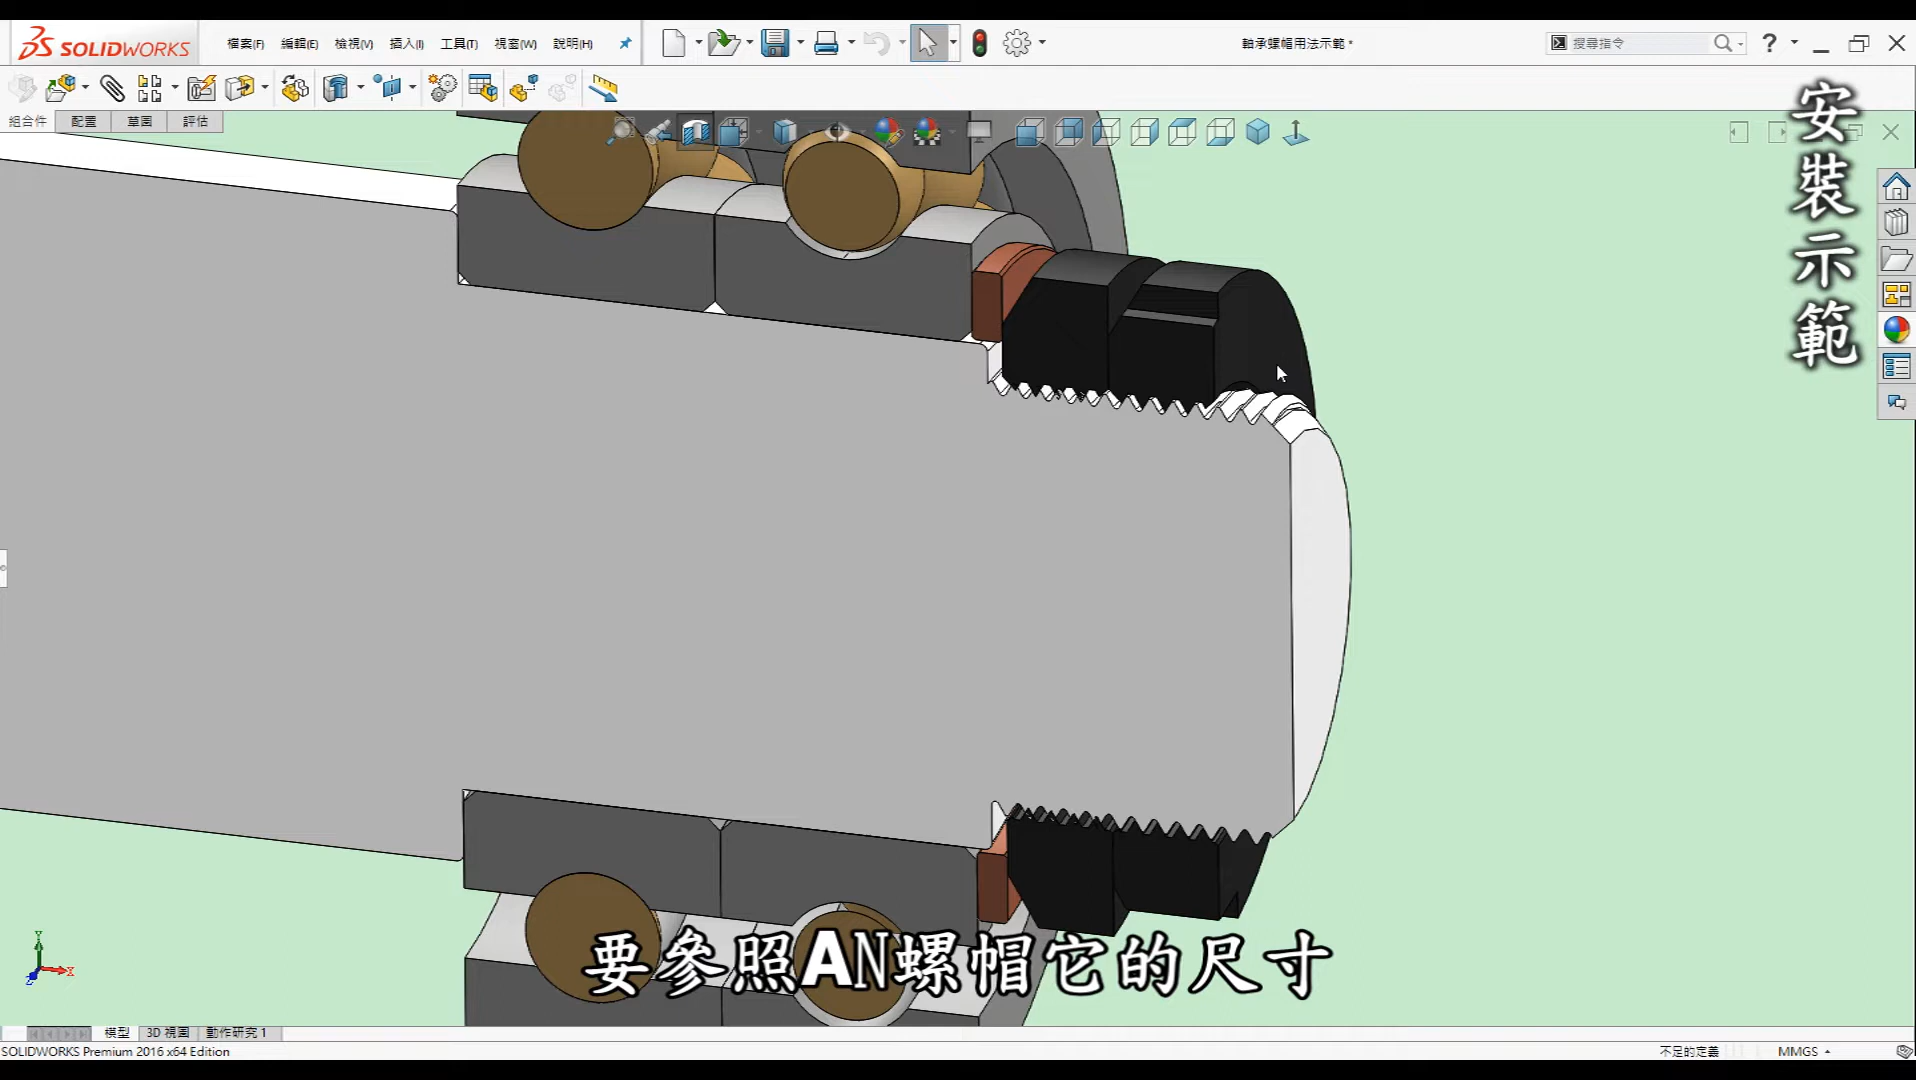 SOLIDWORKS
檔案(F) 編輯(E) 檢視(V) 插入(I) 工具(T) 視窗(W) 說明(H)
軸承螺帽用法示範 *
搜尋指令
組合件 配置 草圖 評估
安裝示範
要參照AN螺帽它的尺寸
Y
X
Z
模型 3D 視圖 動作研究 1
SOLIDWORKS Premium 2016 x64 Edition
不足的定義
MMGS